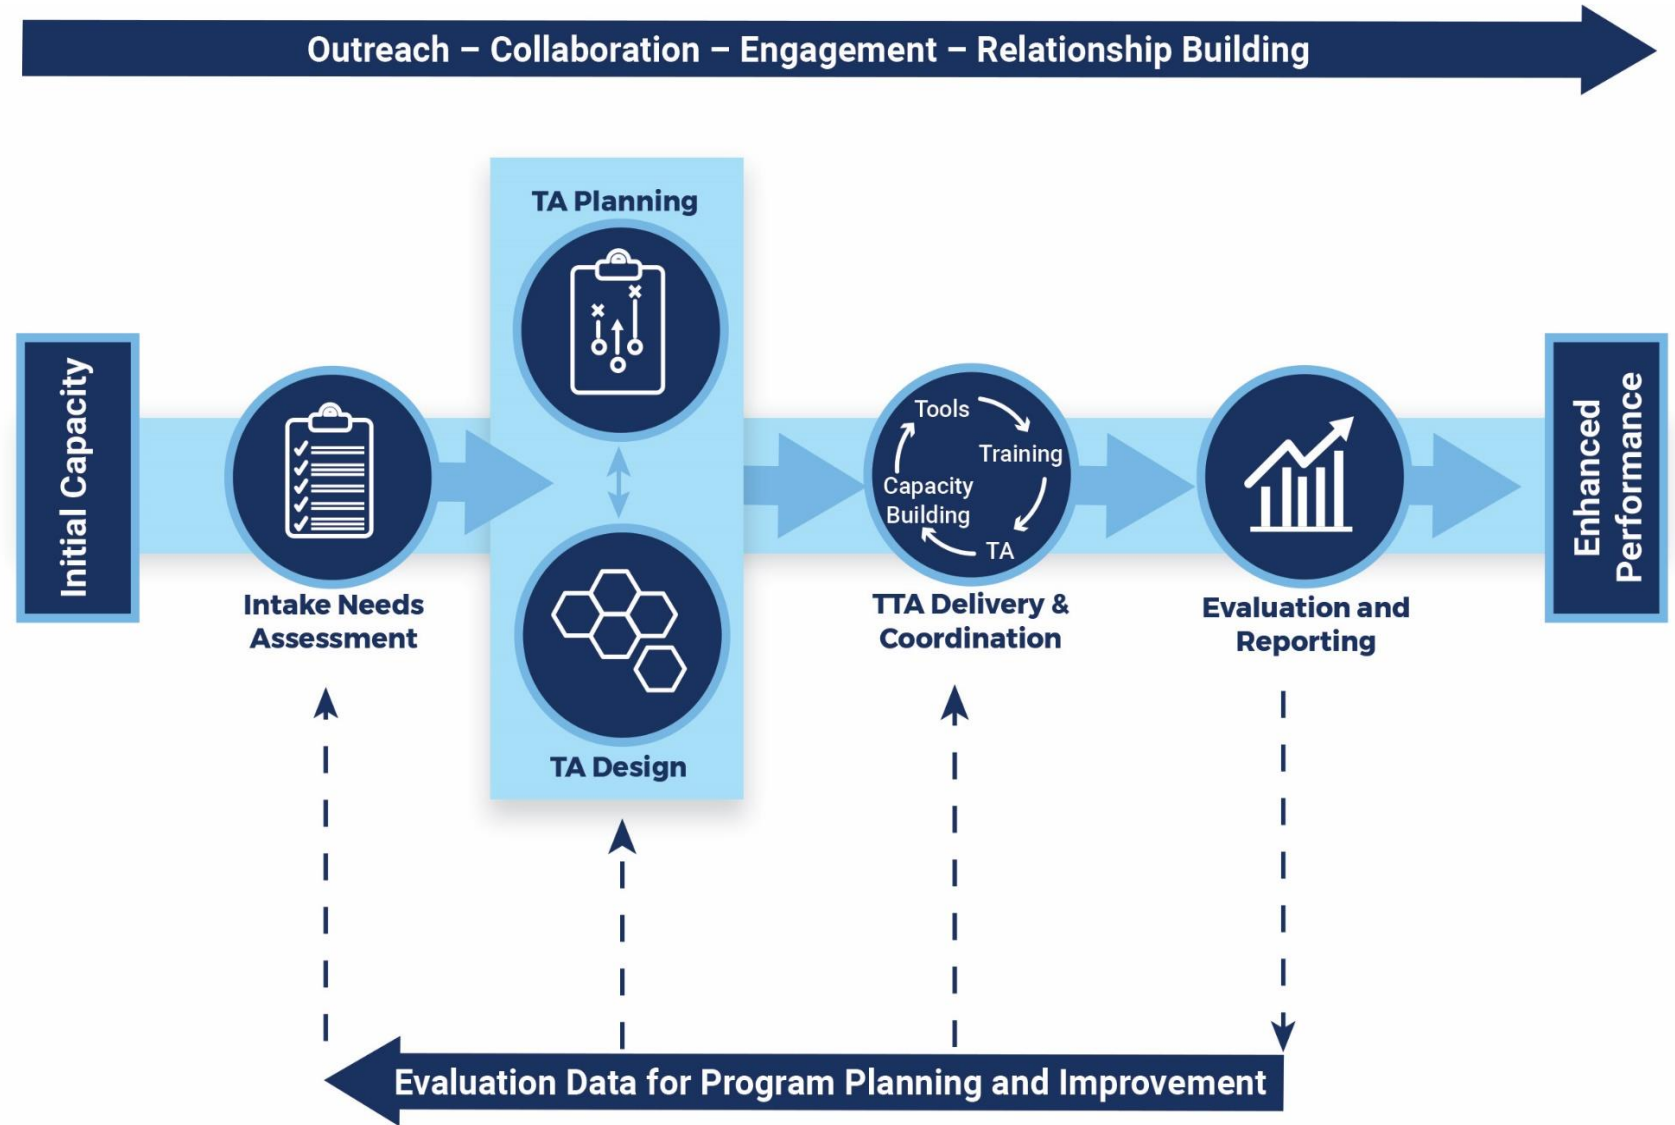 Outreach – Collaboration – Engagement – Relationship Building
TA Planning
Initial Capacity
Tools
Training
Capacity
Building
TA
Enhanced
Performance
Intake Needs
Assessment
TTA Delivery &
Coordination
Evaluation and
Reporting
TA Design
Evaluation Data for Program Planning and Improvement